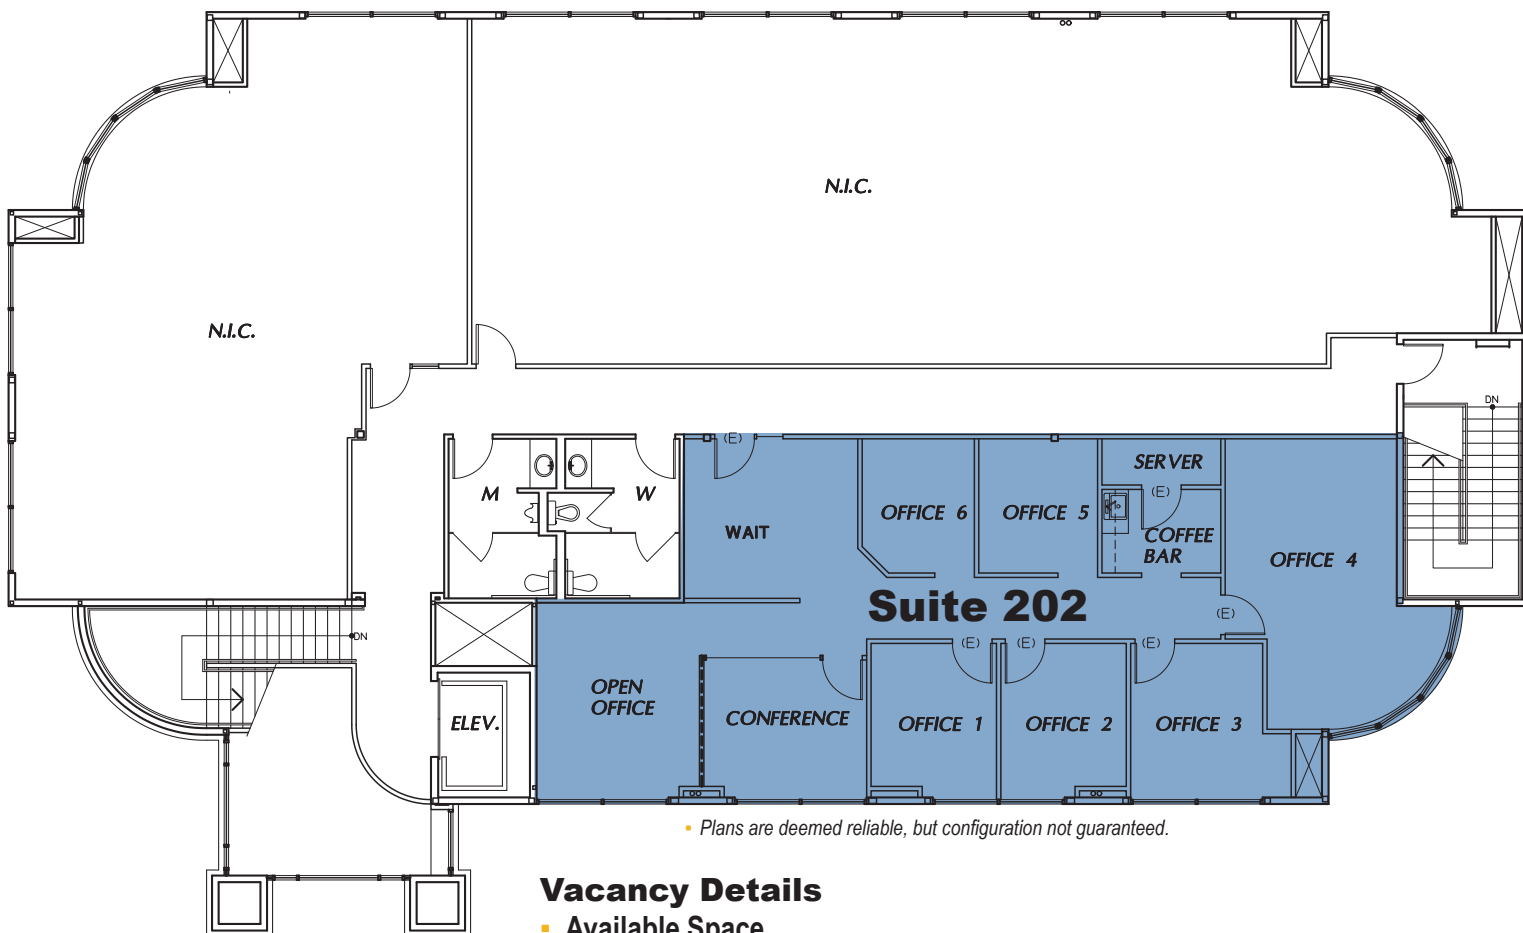 N.I.C.
N.I.C.
DN
(E)
SERVER
M
W
OFFICE 6
OFFICE 5
(E)
WAIT
COFFEE
BAR
OFFICE 4
Suite 202
(E)
DN
(E)
(E)
(E)
OPEN
OFFICE
ELEV.
CONFERENCE
OFFICE 1
OFFICE 2
OFFICE 3
▪ Plans are deemed reliable, but configuration not guaranteed.
Vacancy Details
▪ Available Space